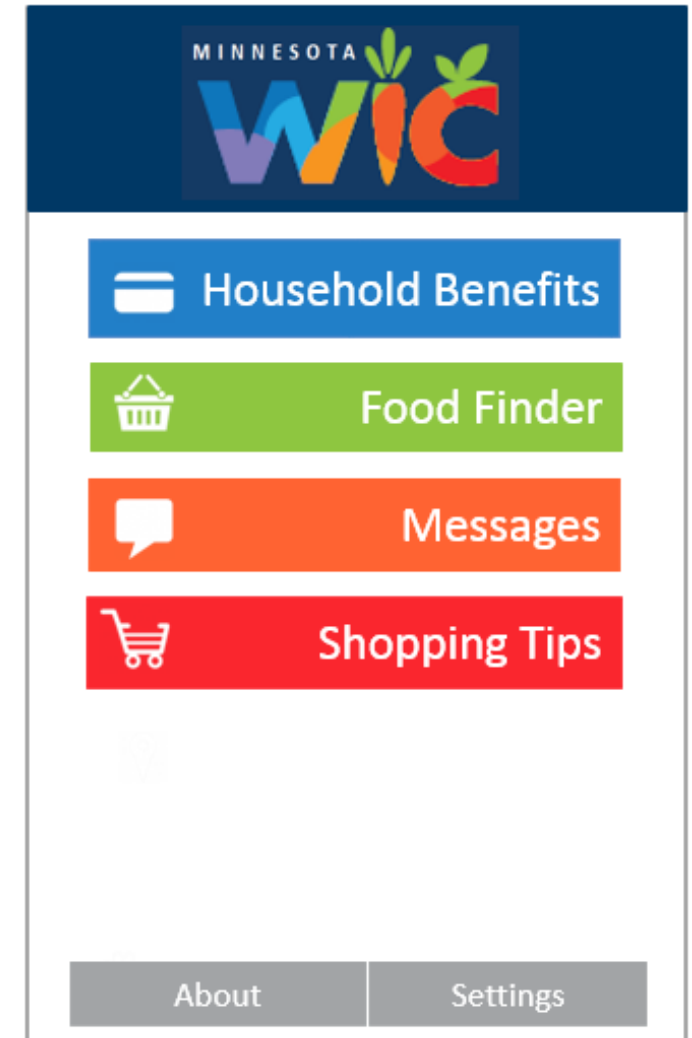 MINNESOTA
WIC
Household Benefits
Food Finder
Messages
Shopping Tips
About
Settings